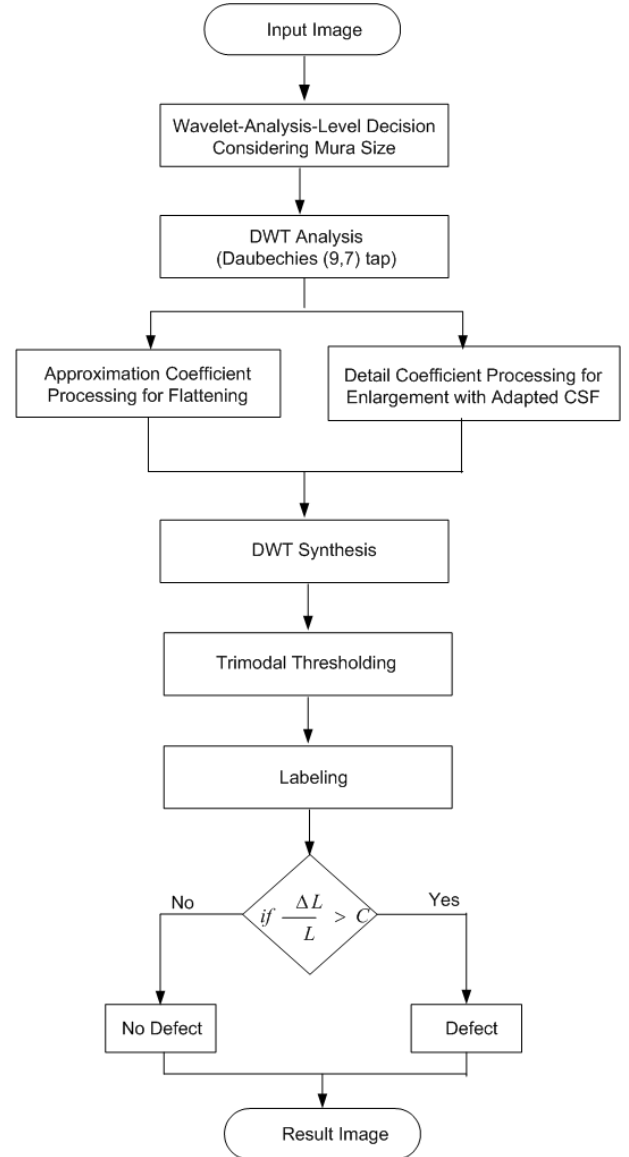 Input Image
Wavelet-Analysis-Level Decision
Considering Mura Size
DWT Analysis
(Daubechies (9,7) tap)
Approximation Coefficient
Processing for Flattening
Detail Coefficient Processing for
Enlargement with Adapted CSF
DWT Synthesis
Trimodal Thresholding
Labeling
No
if ΔL/L > C
Yes
No Defect
Defect
Result Image